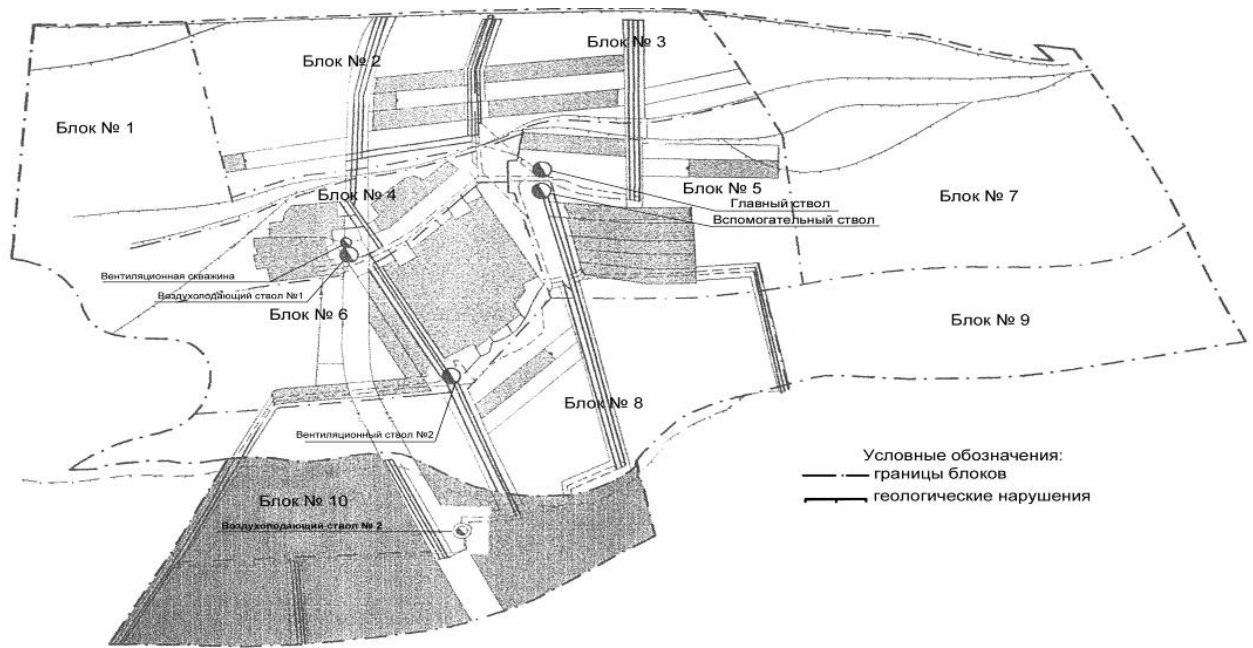 Блок № 3
Блок № 2
Блок № 1
Блок № 5
Блок № 4
Блок № 7
Главный ствол
Вспомогательный ствол
Вентиляционная скважина
Воздухоподающий ствол №1
Блок № 6
Блок № 9
Блок № 8
Вентиляционный ствол №2
Условные обозначения:
границы блоков
геологические нарушения
Блок № 10
Воздухоподающий ствол № 2